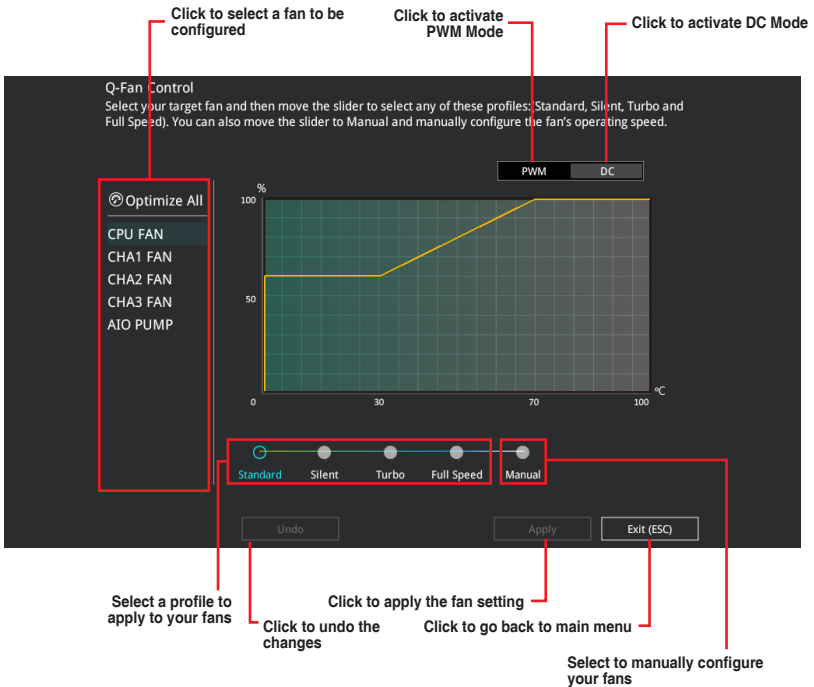 Click to select a fan to be
configured
Click to activate
PWM Mode
Click to activate DC Mode
Q-Fan Control
Select your target fan and then move the slider to select any of these profiles:(Standard, Silent, Turbo and
Full Speed). You can also move the slider to Manual and manually configure the fan's operating speed.
PWM
DC
Optimize All
CPU FAN
CHA1 FAN
CHA2 FAN
CHA3 FAN
AIO PUMP
%
100
50
0
30
70
100
ºC
Standard
Silent
Turbo
Full Speed
Manual
Undo
Apply
Exit (ESC)
Select a profile to
apply to your fans
Click to undo the
changes
Click to apply the fan setting
Click to go back to main menu
Select to manually configure
your fans